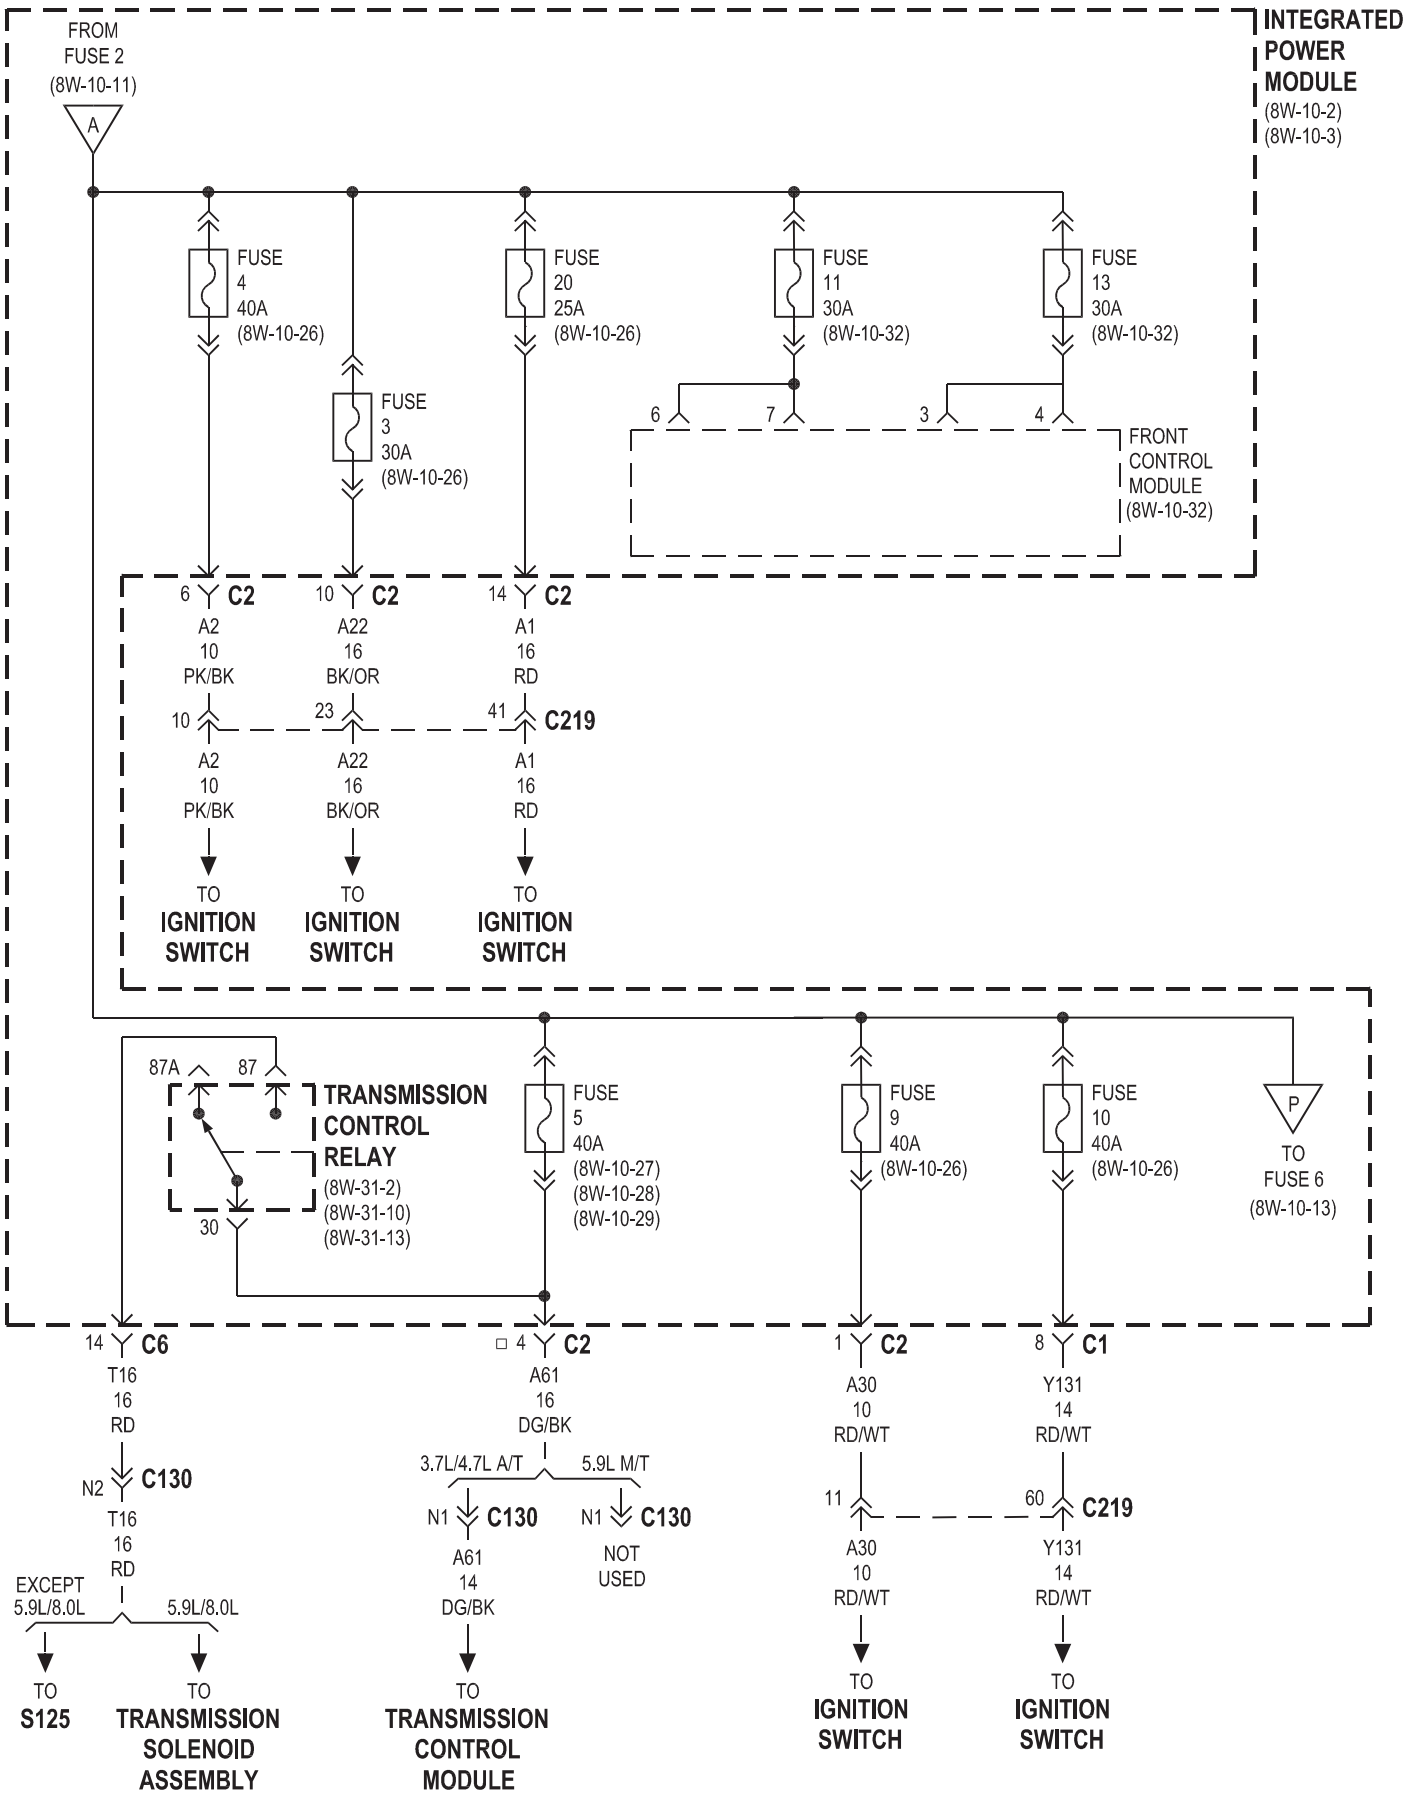 FROM
FUSE 2
(8W-10-11)
A
INTEGRATED
POWER
MODULE
(8W-10-2)
(8W-10-3)
FUSE
4
40A
(8W-10-26)
FUSE
3
30A
(8W-10-26)
FUSE
20
25A
(8W-10-26)
FUSE
11
30A
(8W-10-32)
FUSE
13
30A
(8W-10-32)
6
7
3
4
FRONT
CONTROL
MODULE
(8W-10-32)
6 C2
A2
10
PK/BK
10
A2
10
PK/BK
TO
IGNITION
SWITCH
10 C2
A22
16
BK/OR
23
A22
16
BK/OR
TO
IGNITION
SWITCH
14 C2
A1
16
RD
41 C219
A1
16
RD
TO
IGNITION
SWITCH
87A
87
TRANSMISSION
CONTROL
RELAY
(8W-31-2)
(8W-31-10)
(8W-31-13)
30
FUSE
5
40A
(8W-10-27)
(8W-10-28)
(8W-10-29)
FUSE
9
40A
(8W-10-26)
FUSE
10
40A
(8W-10-26)
P
TO
FUSE 6
(8W-10-13)
14 C6
T16
16
RD
N2 C130
T16
16
RD
EXCEPT
5.9L/8.0L
5.9L/8.0L
TO
S125
TO
TRANSMISSION
SOLENOID
ASSEMBLY
□ 4 C2
A61
16
DG/BK
3.7L/4.7L A/T
5.9L M/T
N1 C130
A61
14
DG/BK
TO
TRANSMISSION
CONTROL
MODULE
N1 C130
NOT
USED
1 C2
A30
10
RD/WT
11
A30
10
RD/WT
TO
IGNITION
SWITCH
8 C1
Y131
14
RD/WT
60 C219
Y131
14
RD/WT
TO
IGNITION
SWITCH